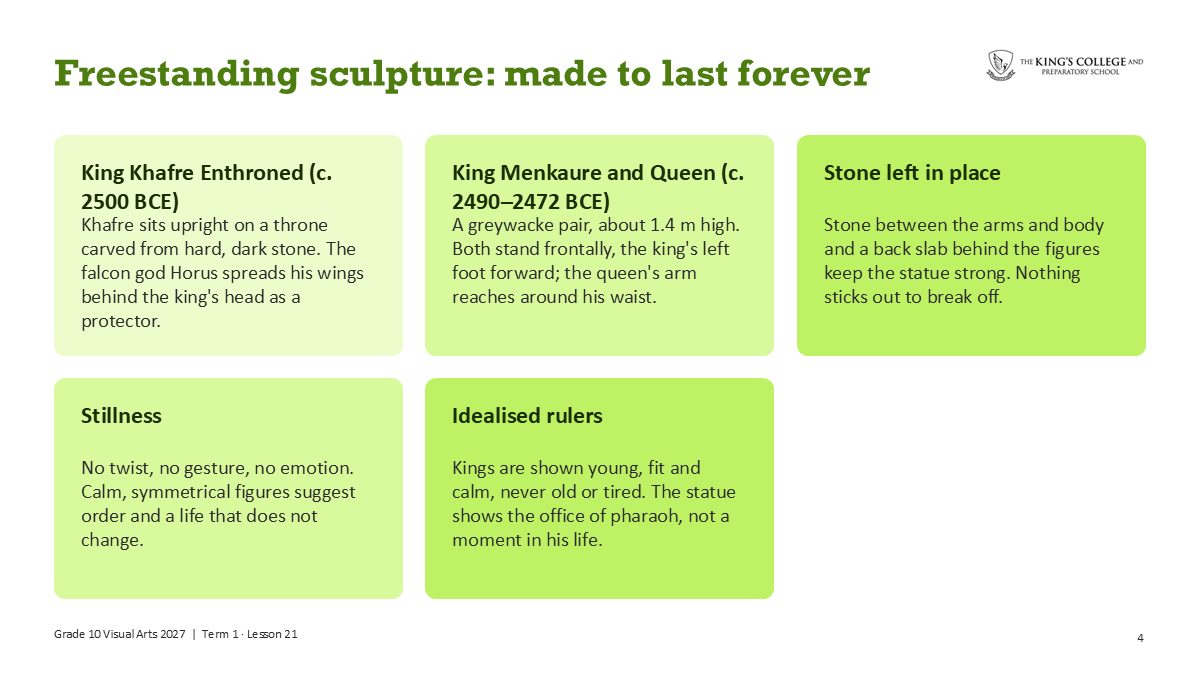 Freestanding sculpture: made to last forever
THE KING'S COLLEGE AND
PREPARATORY SCHOOL
King Khafre Enthroned (c.
2500 BCE)
Khafre sits upright on a throne
carved from hard, dark stone. The
falcon god Horus spreads his wings
behind the king's head as a
protector.
King Menkaure and Queen (c.
2490–2472 BCE)
A greywacke pair, about 1.4 m high.
Both stand frontally, the king's left
foot forward; the queen's arm
reaches around his waist.
Stone left in place
Stone between the arms and body
and a back slab behind the figures
keep the statue strong. Nothing
sticks out to break off.
Stillness
No twist, no gesture, no emotion.
Calm, symmetrical figures suggest
order and a life that does not
change.
Idealised rulers
Kings are shown young, fit and
calm, never old or tired. The statue
shows the office of pharaoh, not a
moment in his life.
Grade 10 Visual Arts 2027 | Term 1 · Lesson 21
4